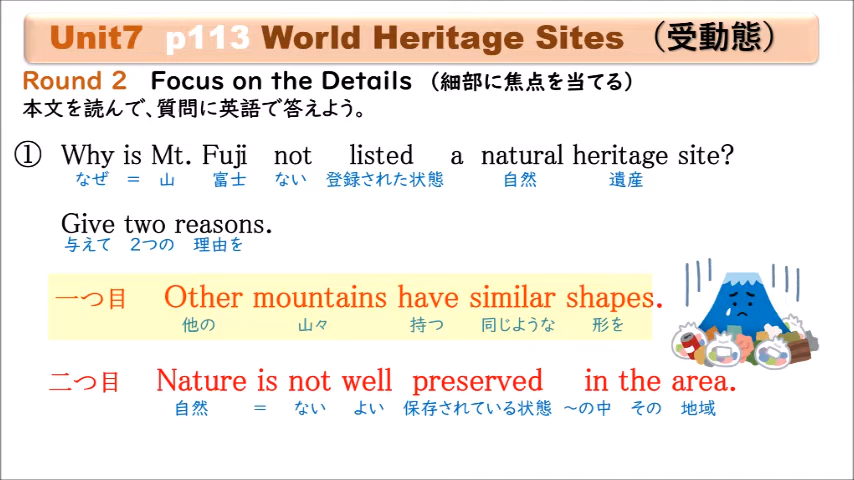 Unit7 p113 World Heritage Sites （受動態）
Round 2 Focus on the Details （細部に焦点を当てる）
本文を読んで、質問に英語で答えよう。
① Why is Mt. Fuji not listed a natural heritage site?
なぜ ＝ 山 富士 ない 登録された状態 自然 遺産
Give two reasons.
与えて 2つの 理由を
一つ目 Other mountains have similar shapes.
他の 山々 持つ 同じような 形を
二つ目 Nature is not well preserved in the area.
自然 ＝ ない よい 保存されている状態 ～の中 その 地域